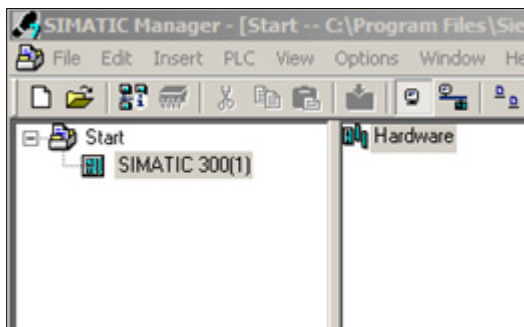 SIMATIC Manager - [Start -- C:\Program Files\Sie
File Edit Insert PLC View Options Window He
Start
SIMATIC 300(1)
Hardware